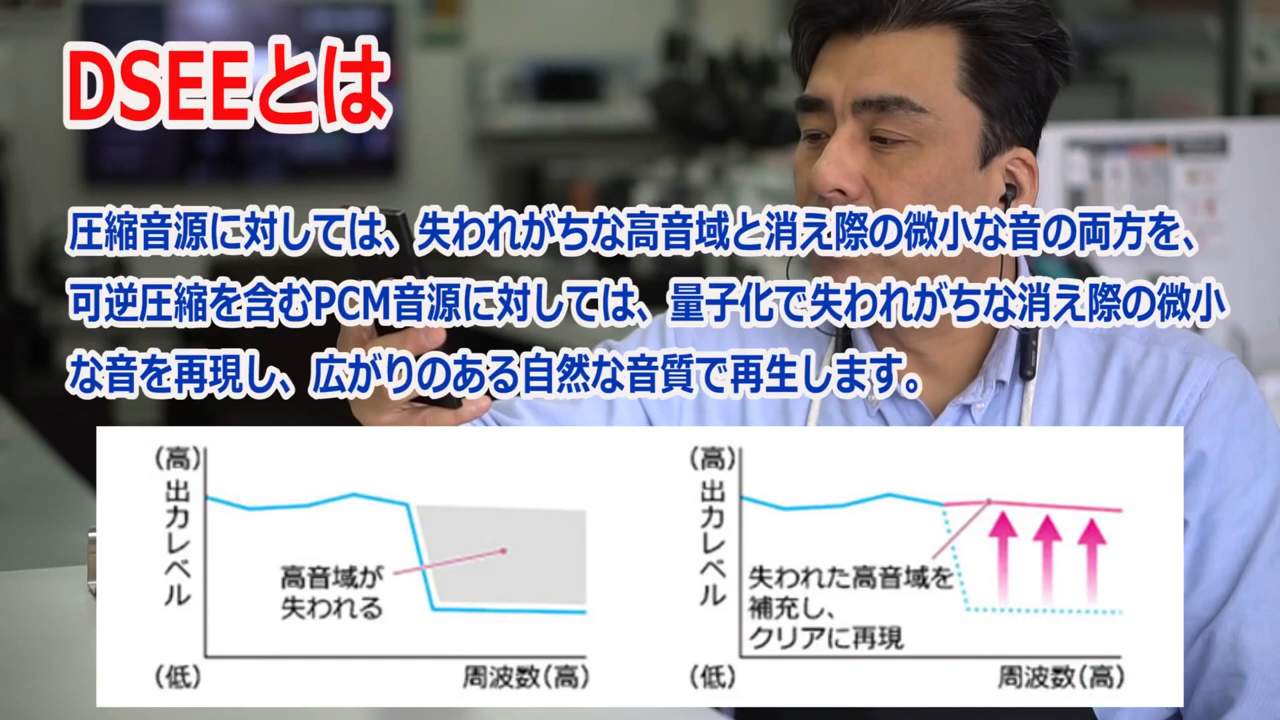 DSEEとは
圧縮音源に対しては、失われがちな高音域と消え際の微小な音の両方を、
可逆圧縮を含むPCM音源に対しては、量子化で失われがちな消え際の微小
な音を再現し、広がりのある自然な音質で再生します。
(高)
出力レベル
高音域が
失われる
(低)
周波数(高)
(高)
出力レベル
失われた高音域を
補充し、
クリアに再現
(低)
周波数(高)